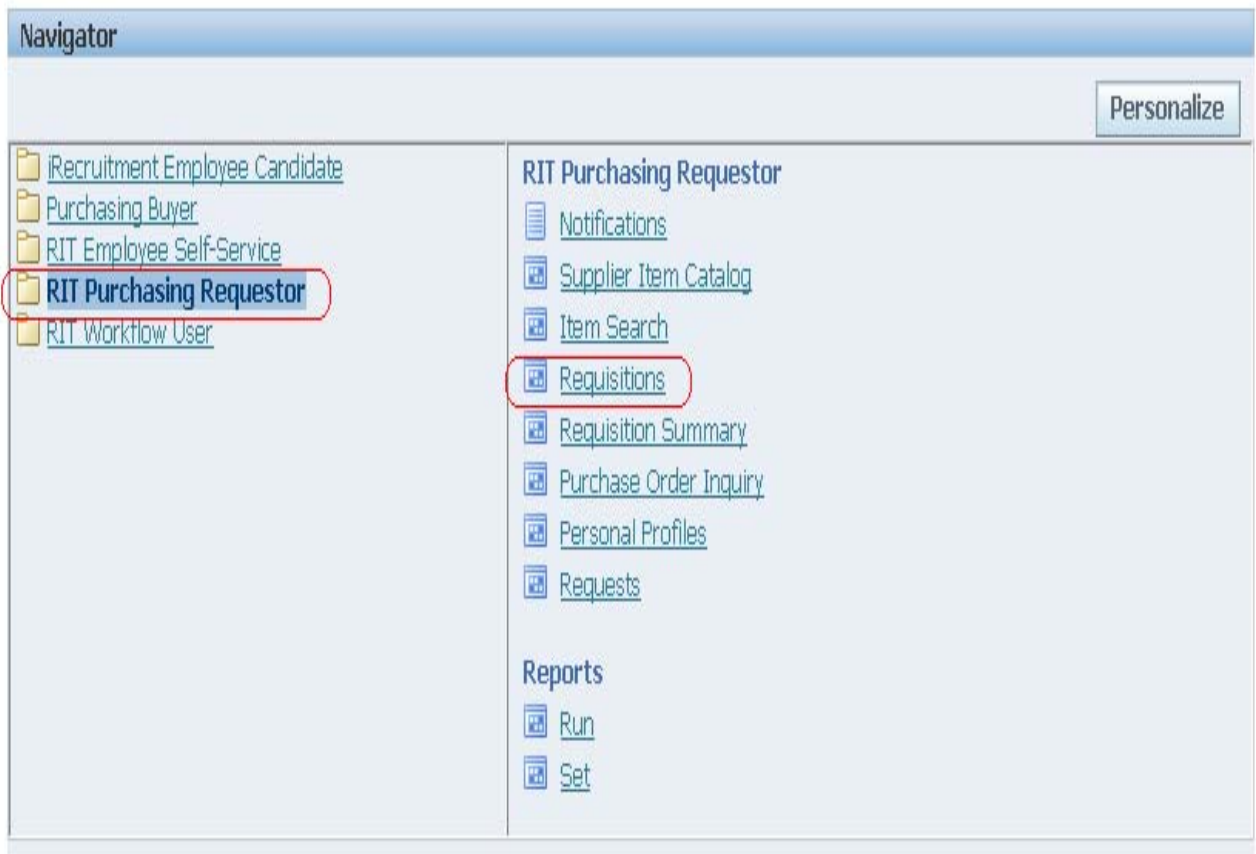 Navigator
Personalize
iRecruitment Employee Candidate
Purchasing Buyer
RIT Employee Self-Service
RIT Purchasing Requestor
RIT Workflow User
RIT Purchasing Requestor
Notifications
Supplier Item Catalog
Item Search
Requisitions
Requisition Summary
Purchase Order Inquiry
Personal Profiles
Requests
Reports
Run
Set